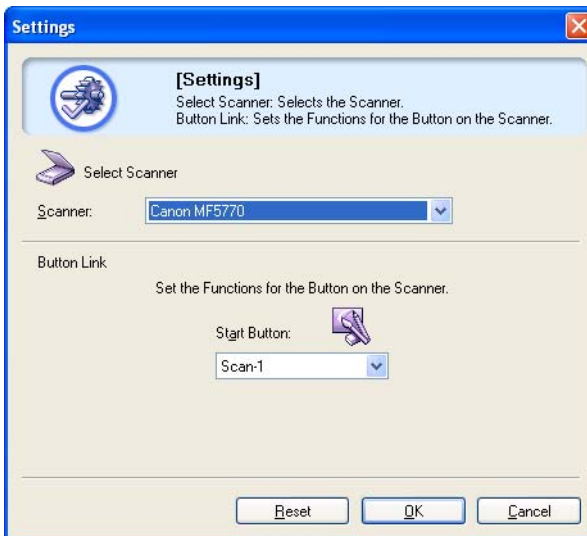 Settings
[Settings]
Select Scanner: Selects the Scanner.
Button Link: Sets the Functions for the Button on the Scanner.
Select Scanner
Scanner: Canon MF5770
Button Link
Set the Functions for the Button on the Scanner.
Start Button:
Scan-1
Reset OK Cancel